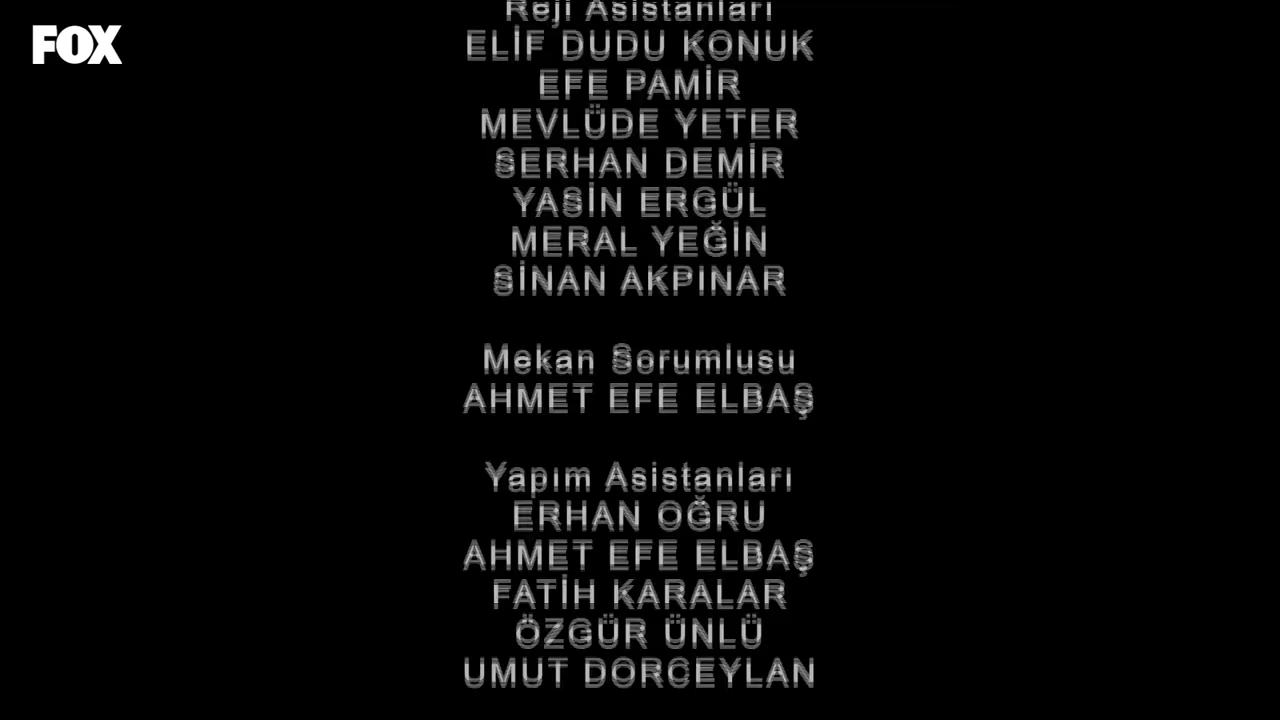 FOX
Reji Asistanları
ELİF DUDU KONUK
EFE PAMİR
MEVLÜDE YETER
SERHAN DEMİR
YASİN ERGÜL
MERAL YEĞİN
SİNAN AKPINAR
Mekan Sorumlusu
AHMET EFE ELBAŞ
Yapım Asistanları
ERHAN OĞRU
AHMET EFE ELBAŞ
FATİH KARALAR
ÖZGÜR ÜNLÜ
UMUT DORCEYLAN